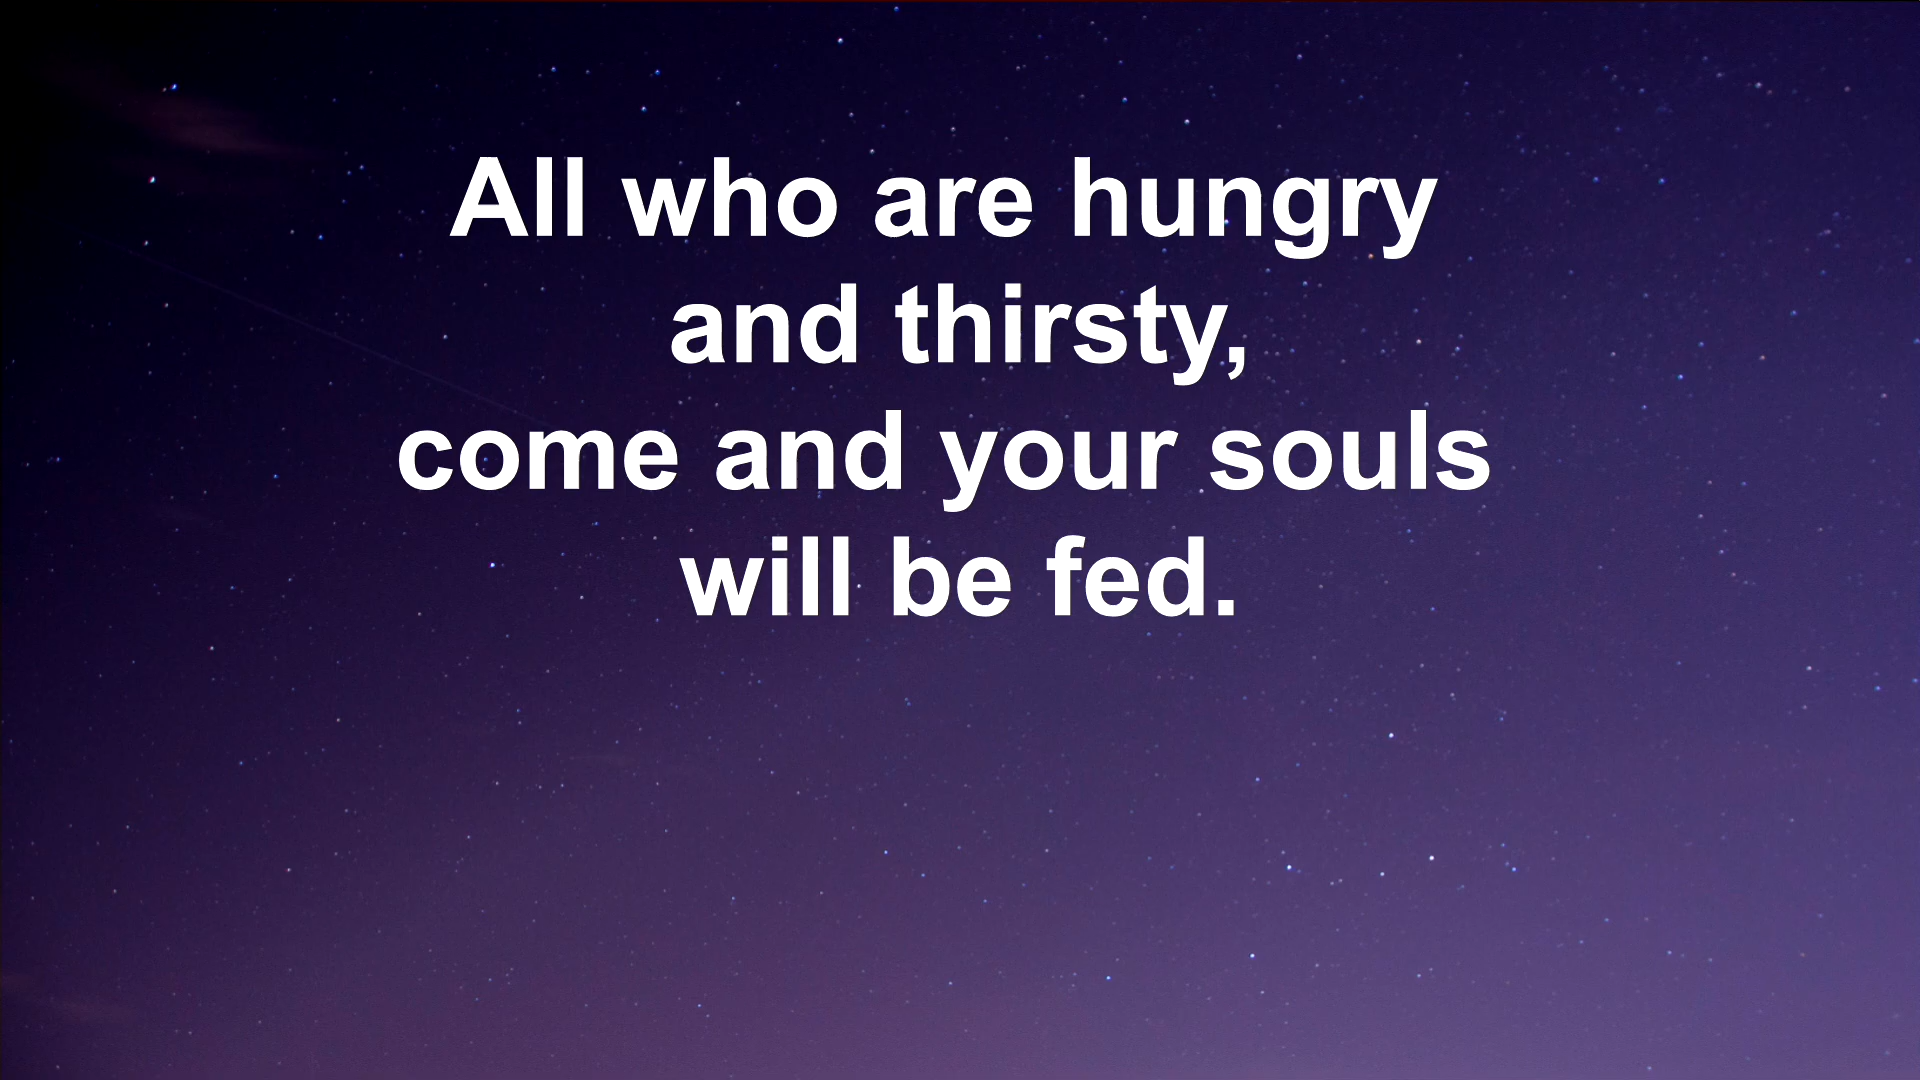 All who are hungry
and thirsty,
come and your souls
will be fed.